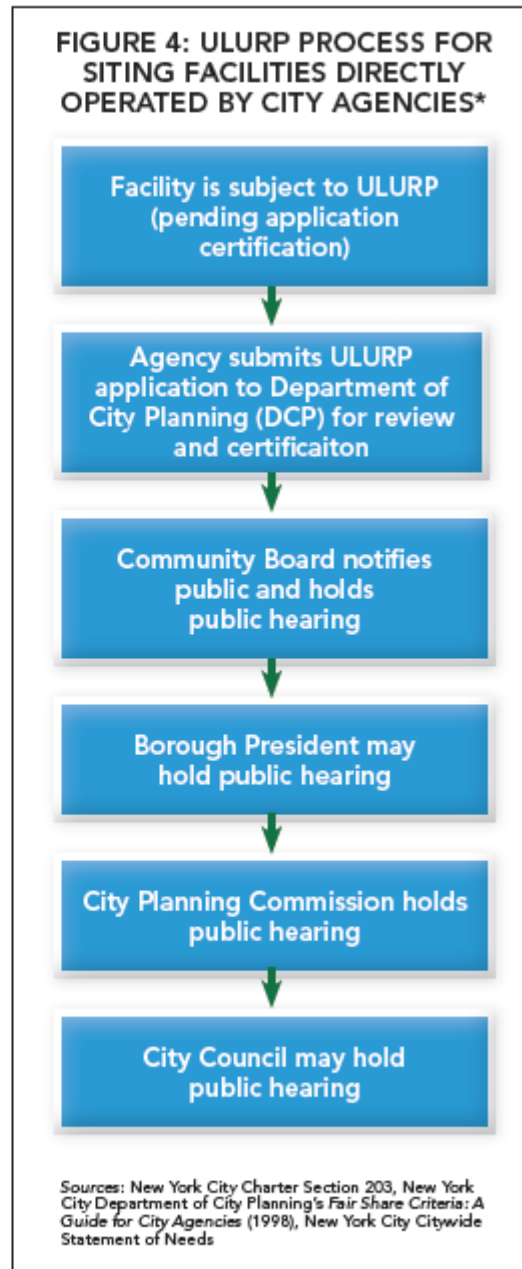 FIGURE 4: ULURP PROCESS FOR
SITING FACILITIES DIRECTLY
OPERATED BY CITY AGENCIES*
Facility is subject to ULURP
(pending application
certification)
Agency submits ULURP
application to Department of
City Planning (DCP) for review
and certificaiton
Community Board notifies
public and holds
public hearing
Borough President may
hold public hearing
City Planning Commission holds
public hearing
City Council may hold
public hearing
Sources: New York City Charter Section 203, New York
City Department of City Planning's Fair Share Criteria: A
Guide for City Agencies (1998), New York City Citywide
Statement of Needs